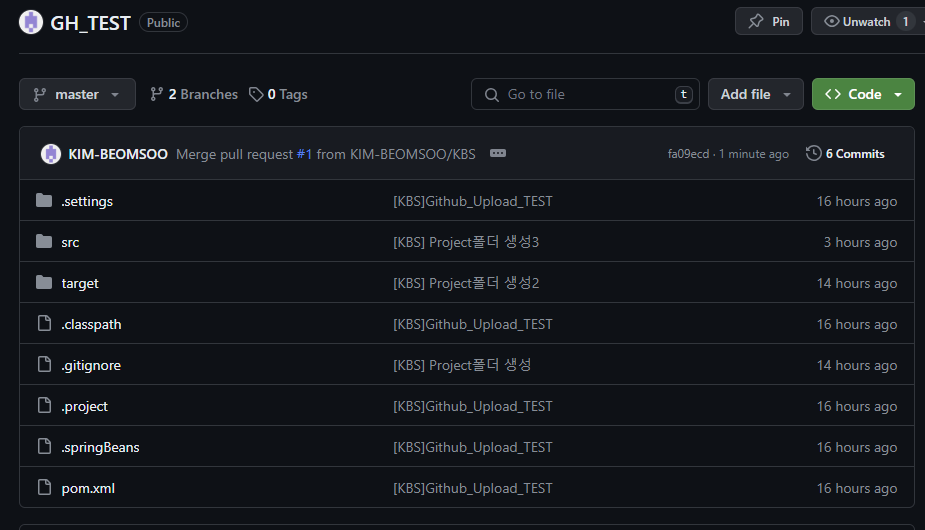 GH_TEST Public Pin Unwatch 1
master 2 Branches 0 Tags Go to file t Add file Code
KIM-BEOMSOO Merge pull request #1 from KIM-BEOMSOO/KBS fa09ecd · 1 minute ago 6 Commits
.settings [KBS]Github_Upload_TEST 16 hours ago
src [KBS] Project폴더 생성3 3 hours ago
target [KBS] Project폴더 생성2 14 hours ago
.classpath [KBS]Github_Upload_TEST 16 hours ago
.gitignore [KBS] Project폴더 생성 14 hours ago
.project [KBS]Github_Upload_TEST 16 hours ago
.springBeans [KBS]Github_Upload_TEST 16 hours ago
pom.xml [KBS]Github_Upload_TEST 16 hours ago